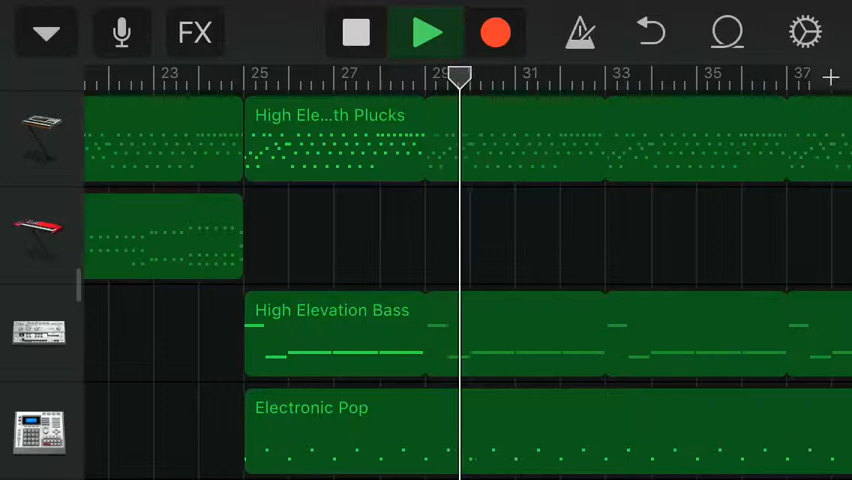 FX
23 25 27 29 31 33 35 37 +
High Ele...th Plucks
High Elevation Bass
Electronic Pop